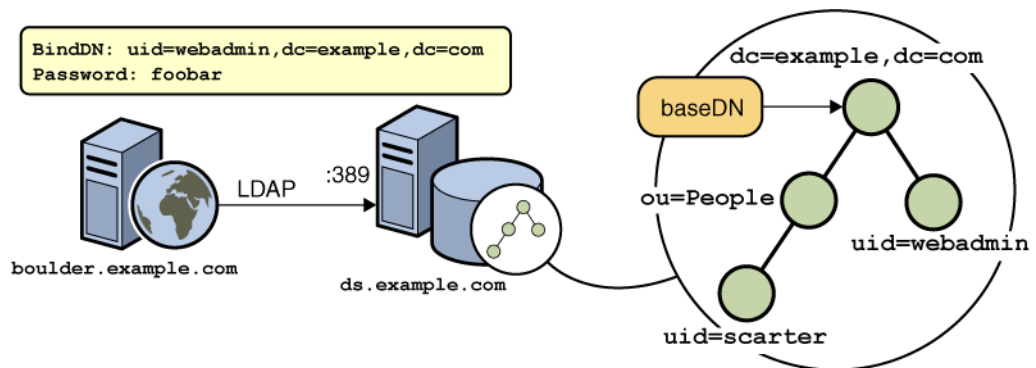 BindDN: uid=webadmin,dc=example,dc=com
Password: foobar
dc=example,dc=com
baseDN
:389
LDAP
ou=People
uid=webadmin
boulder.example.com
ds.example.com
uid=scarter